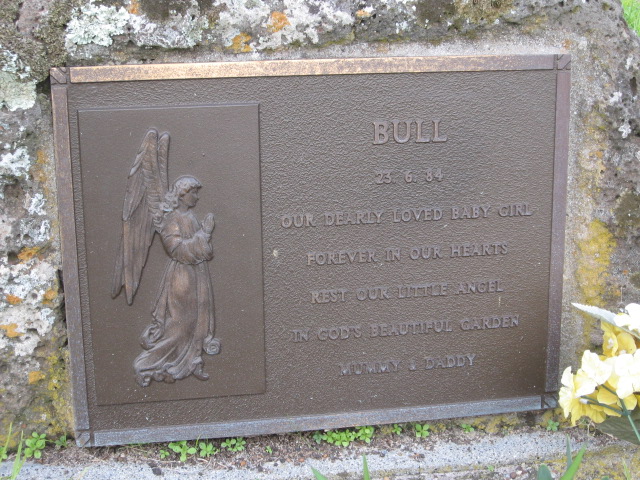 BULL
23. 6. 84
OUR DEARLY LOVED BABY GIRL
FOREVER IN OUR HEARTS
REST OUR LITTLE ANGEL
IN GOD'S BEAUTIFUL GARDEN
MUMMY & DADDY